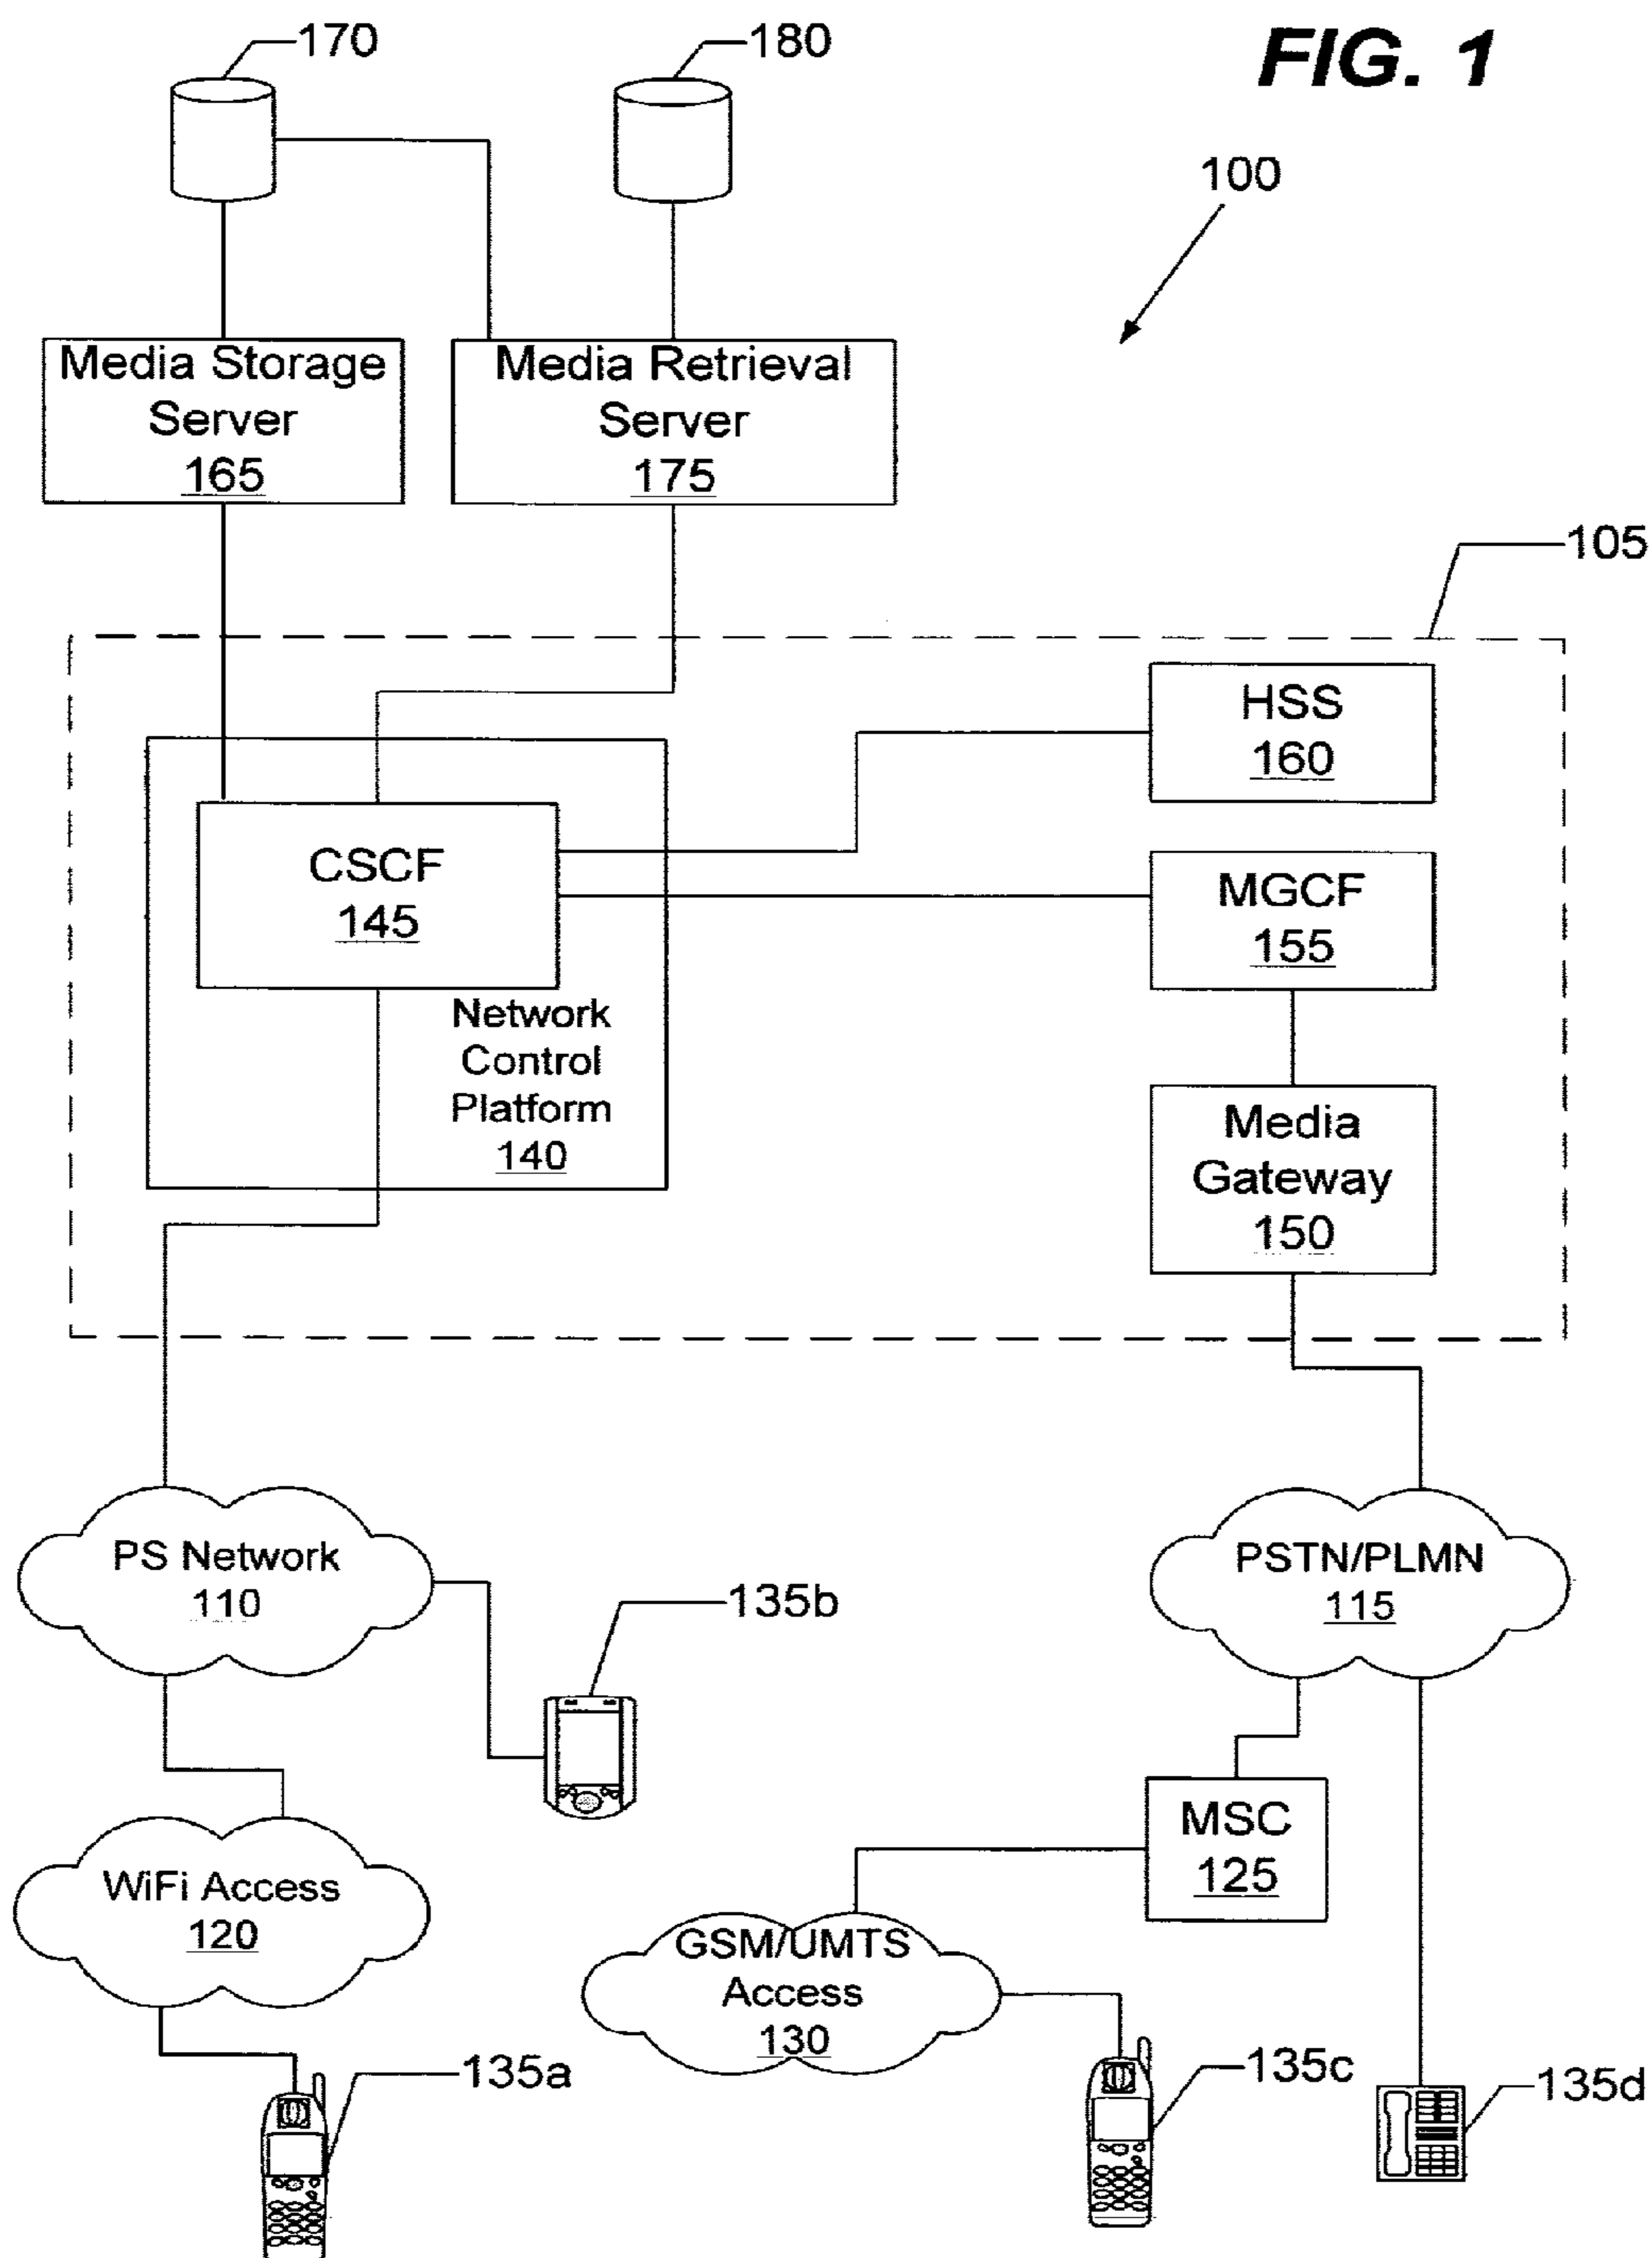 FIG. 1
170
180
100
Media Storage
Server
165
Media Retrieval
Server
175
105
HSS
160
CSCF
145
MGCF
155
Network
Control
Platform
140
Media
Gateway
150
PS Network
110
135b
PSTN/PLMN
115
MSC
125
WiFi Access
120
GSM/UMTS
Access
130
135a
135c
135d